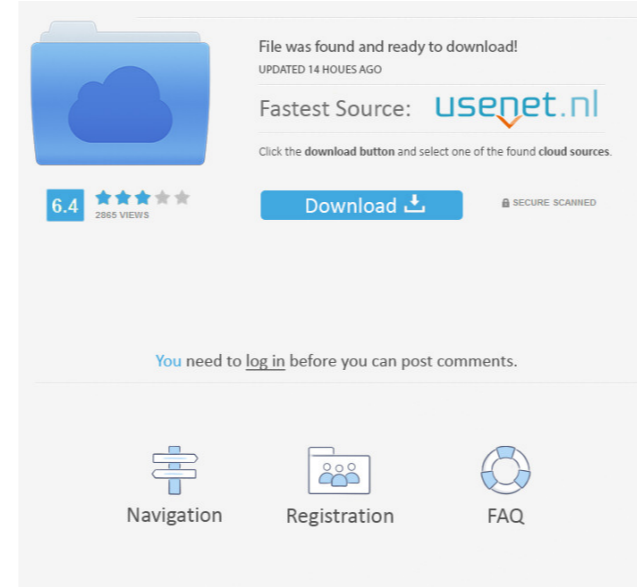 File was found and ready to download!
UPDATED 14 HOUES AGO
Fastest Source: usenet.nl
Click the download button and select one of the found cloud sources.
6.4
2865 VIEWS
Download
SECURE SCANNED
You need to log in before you can post comments.
Navigation
Registration
FAQ